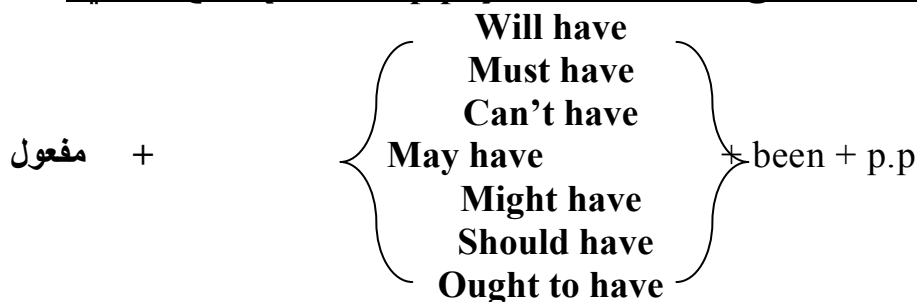 Will have
Must have
Can't have
مفعول + May have + been + p.p
Might have
Should have
Ought to have